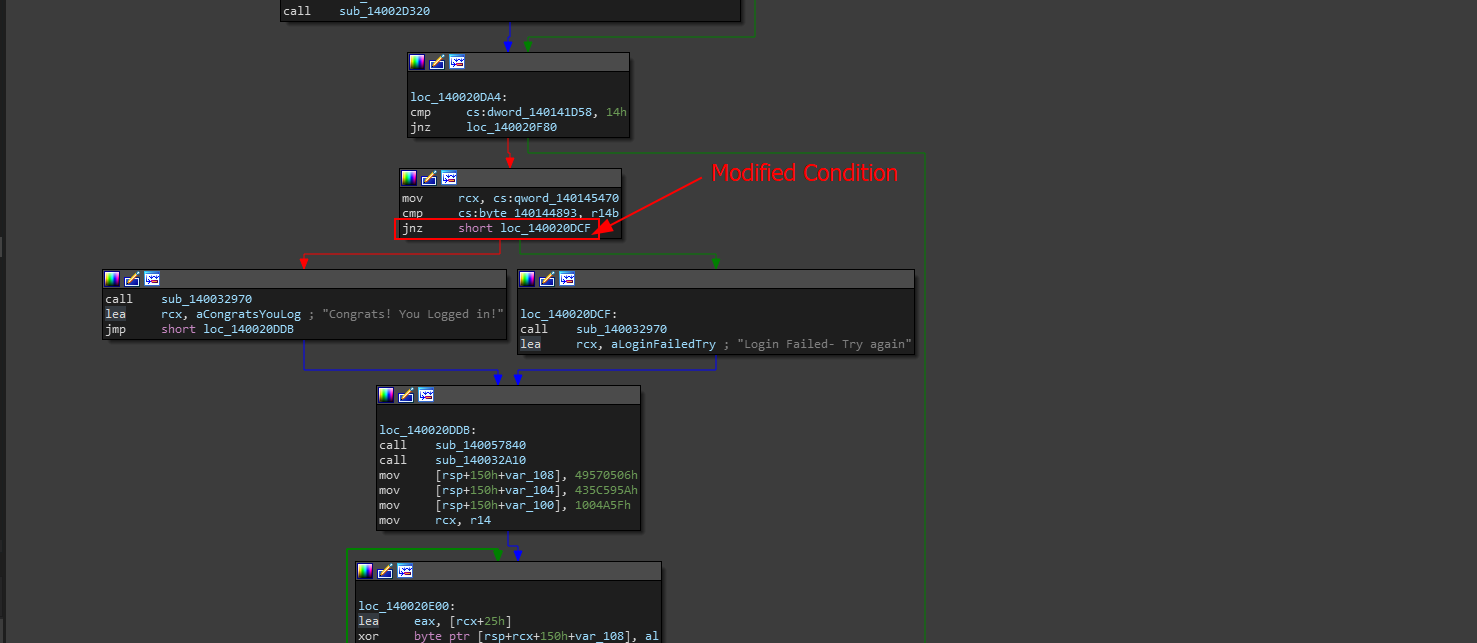 call    sub_14002D320
loc_140020DA4:
cmp     cs:dword_140141D58, 14h
jnz     loc_140020F80
Modified Condition
mov     rcx, cs:qword_140145470
cmp     cs:byte_140144893, r14b
jnz     short loc_140020DCF
call    sub_140032970
lea     rcx, aCongratsYouLog ; "Congrats! You Logged in!"
jmp     short loc_140020DDB
loc_140020DCF:
call    sub_140032970
lea     rcx, aLoginFailedTry ; "Login Failed- Try again"
loc_140020DDB:
call    sub_140057840
call    sub_140032A10
mov     [rsp+150h+var_108], 49570506h
mov     [rsp+150h+var_104], 435C595Ah
mov     [rsp+150h+var_100], 1004A5Fh
mov     rcx, r14
loc_140020E00:
lea     eax, [rcx+25h]
xor     byte ptr [rsp+rcx+150h+var_108], al